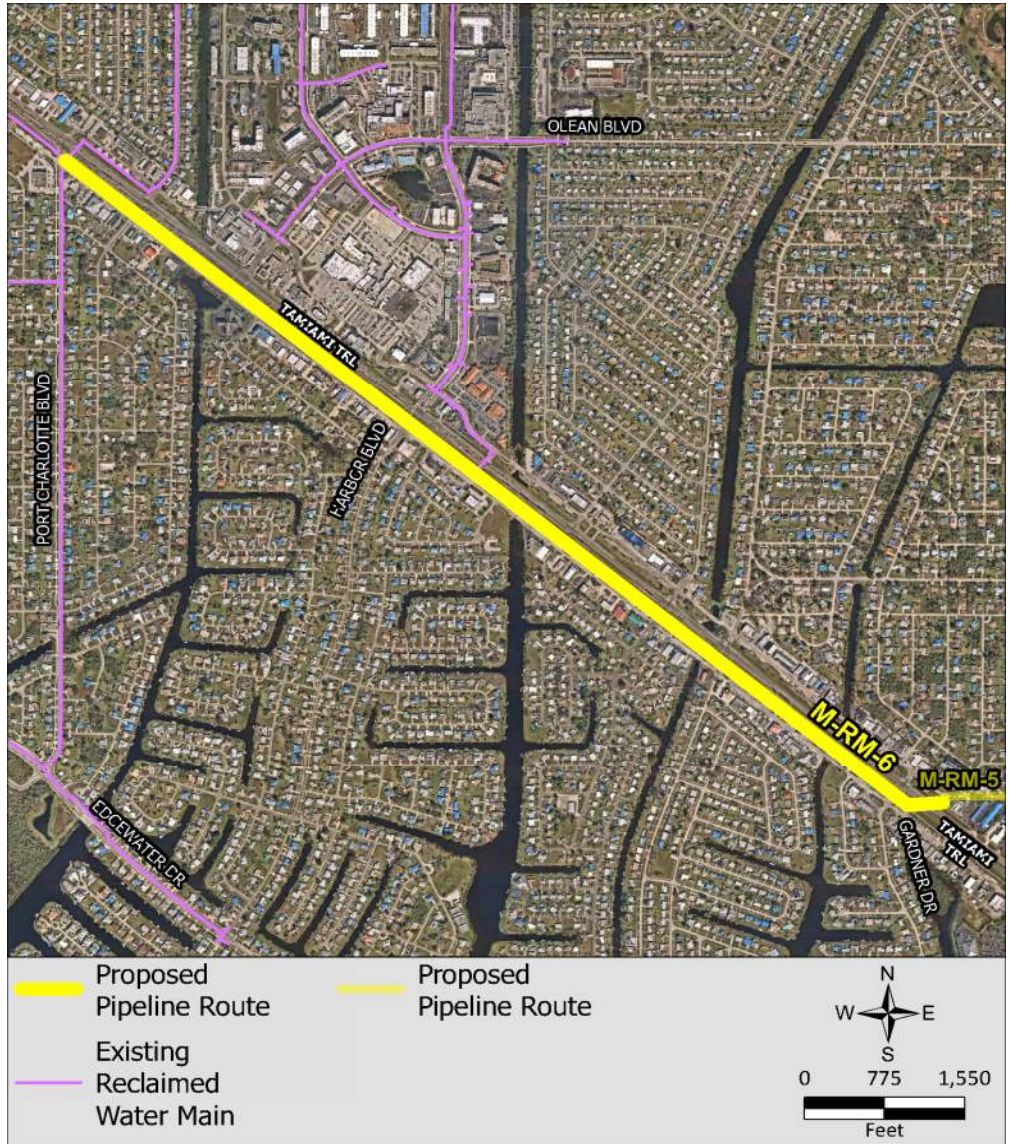 OLEAN BLVD
TAMIAMI TRL
PORT CHARLOTTE BLVD
HARBOR BLVD
M-RM-6
M-RM-5
TAMIAMI
TRL
GARDNER DR
EDGEWATER DR
Proposed
Pipeline Route
Proposed
Pipeline Route
Existing
Reclaimed
Water Main
N
W E
S
0 775 1,550
Feet